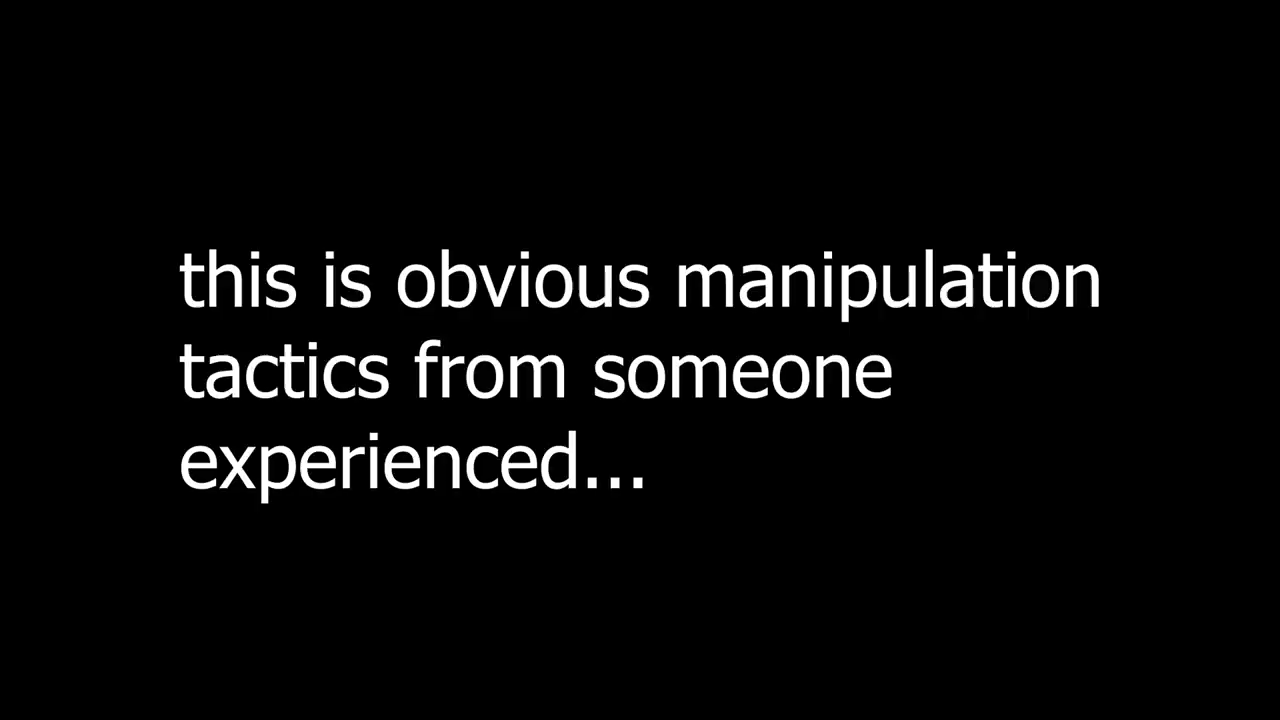 this is obvious manipulation
tactics from someone
experienced...